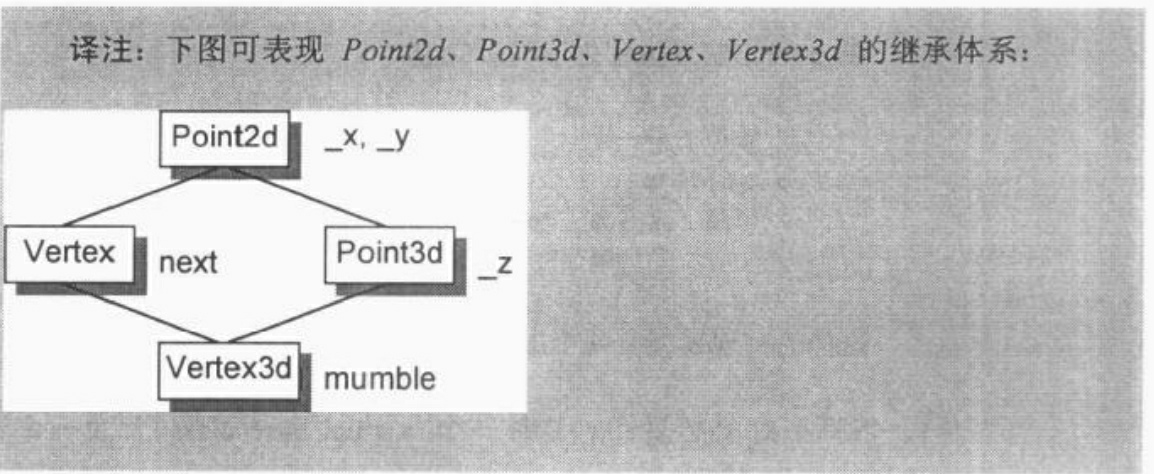 译注：下图可表现 Point2d、Point3d、Vertex、Vertex3d 的继承体系：
Point2d _x, _y
Vertex next Point3d _z
Vertex3d mumble